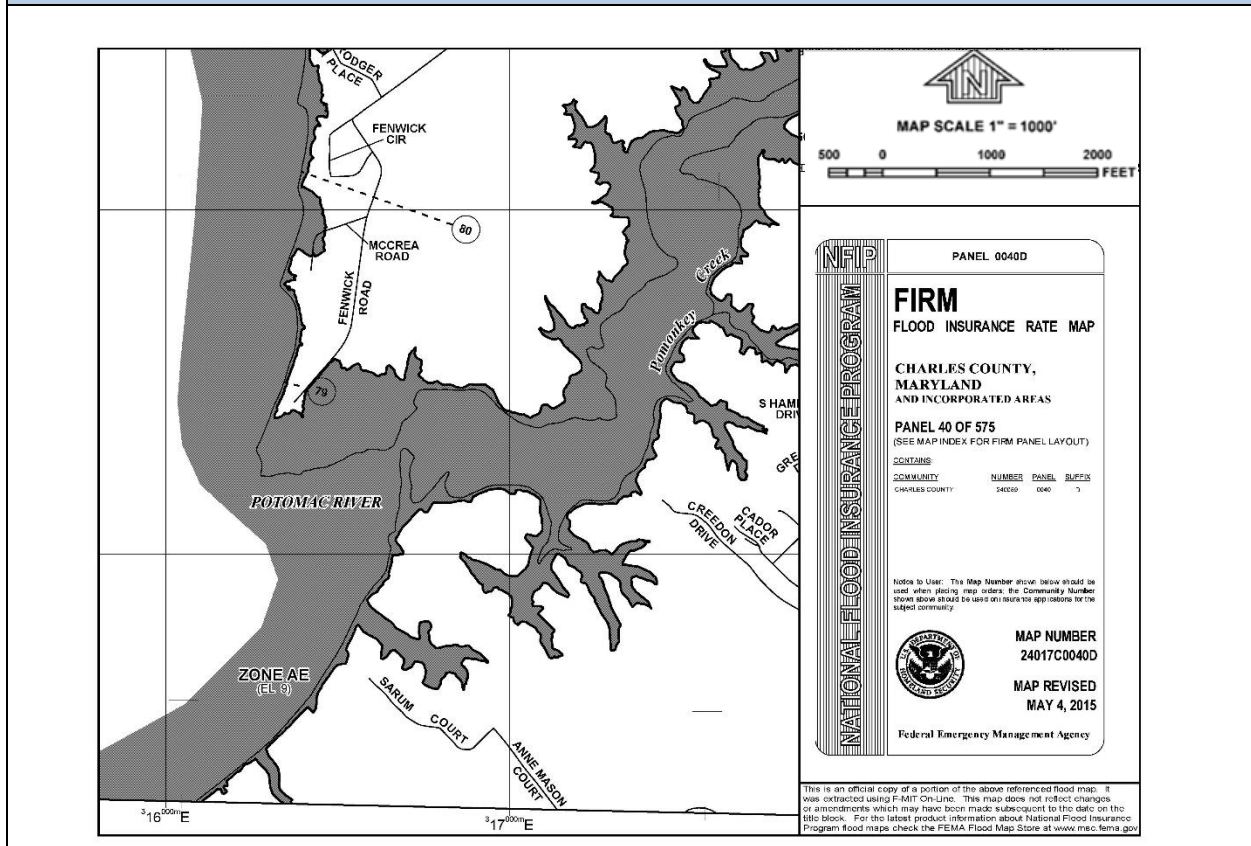 RODGER
PLACE
FENWICK
CIR
80
MCCREA
ROAD
FENWICK
ROAD
79
Creek
Pomonkey
S HAM
DRIV
GRE
POTOMAC RIVER
CREEDON
DRIVE
CADOR
PLACE
ZONE AE
(EL 9)
SARUM COURT
ANNE MASON
COURT
316000mE
317000mE
N
MAP SCALE 1" = 1000'
500 0 1000 2000
FEET
NFIP
NATIONAL FLOOD INSURANCE PROGRAM
PANEL 0040D
FIRM
FLOOD INSURANCE RATE MAP
CHARLES COUNTY,
MARYLAND
AND INCORPORATED AREAS
PANEL 40 OF 575
(SEE MAP INDEX FOR FIRM PANEL LAYOUT)
CONTAINS:
COMMUNITY NUMBER PANEL SUFFIX
CHARLES COUNTY 240089 0040 D
Notice to User: The Map Number shown below should be
used when placing map orders; the Community Number
shown above should be used on insurance applications for the
subject community.
U.S. DEPARTMENT OF
HOMELAND SECURITY
MAP NUMBER
24017C0040D
MAP REVISED
MAY 4, 2015
Federal Emergency Management Agency
This is an official copy of a portion of the above referenced flood map. It
was extracted using F-MIT On-Line. This map does not reflect changes
or amendments which may have been made subsequent to the date on the
title block. For the latest product information about National Flood Insurance
Program flood maps check the FEMA Flood Map Store at www.msc.fema.gov